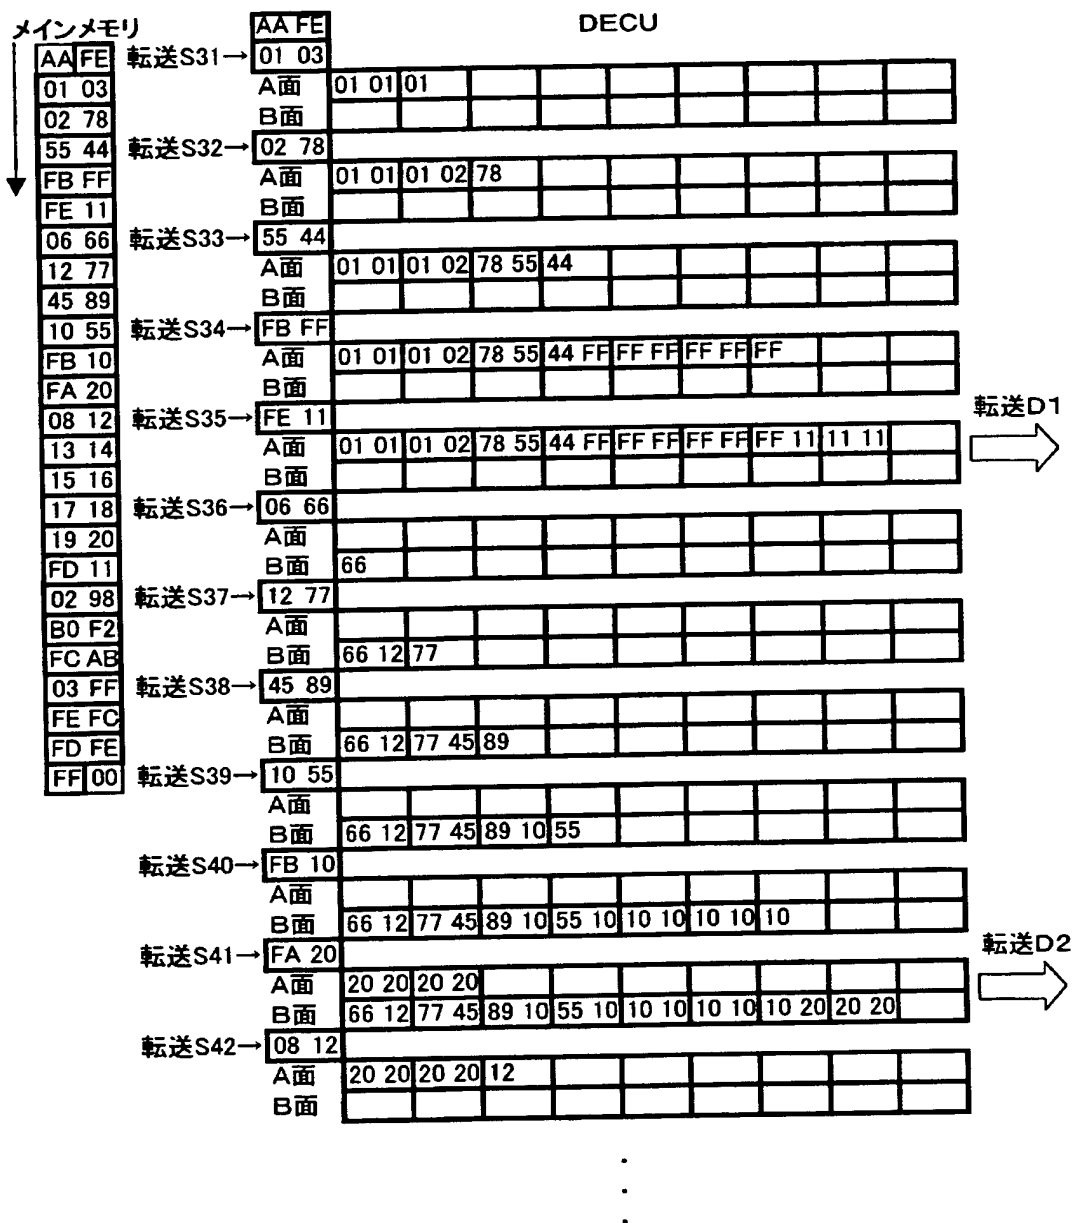 メインメモリ
AA FE
01 03
02 78
55 44
FB FF
FE 11
06 66
12 77
45 89
10 55
FB 10
FA 20
08 12
13 14
15 16
17 18
19 20
FD 11
02 98
B0 F2
FC AB
03 FF
FE FC
FD FE
FF 00
DECU
AA FE
転送S31→ 01 03
A面 01 01 01
B面
転送S32→ 02 78
A面 01 01 01 02 78
B面
転送S33→ 55 44
A面 01 01 01 02 78 55 44
B面
転送S34→ FB FF
A面 01 01 01 02 78 55 44 FF FF FF FF FF FF
B面
転送S35→ FE 11
A面 01 01 01 02 78 55 44 FF FF FF FF FF FF 11 11 11
B面
転送D1
転送S36→ 06 66
A面
B面 66
転送S37→ 12 77
A面
B面 66 12 77
転送S38→ 45 89
A面
B面 66 12 77 45 89
転送S39→ 10 55
A面
B面 66 12 77 45 89 10 55
転送S40→ FB 10
A面
B面 66 12 77 45 89 10 55 10 10 10 10 10 10
転送S41→ FA 20
A面 20 20 20 20
B面 66 12 77 45 89 10 55 10 10 10 10 10 10 20 20 20
転送D2
転送S42→ 08 12
A面 20 20 20 20 12
B面